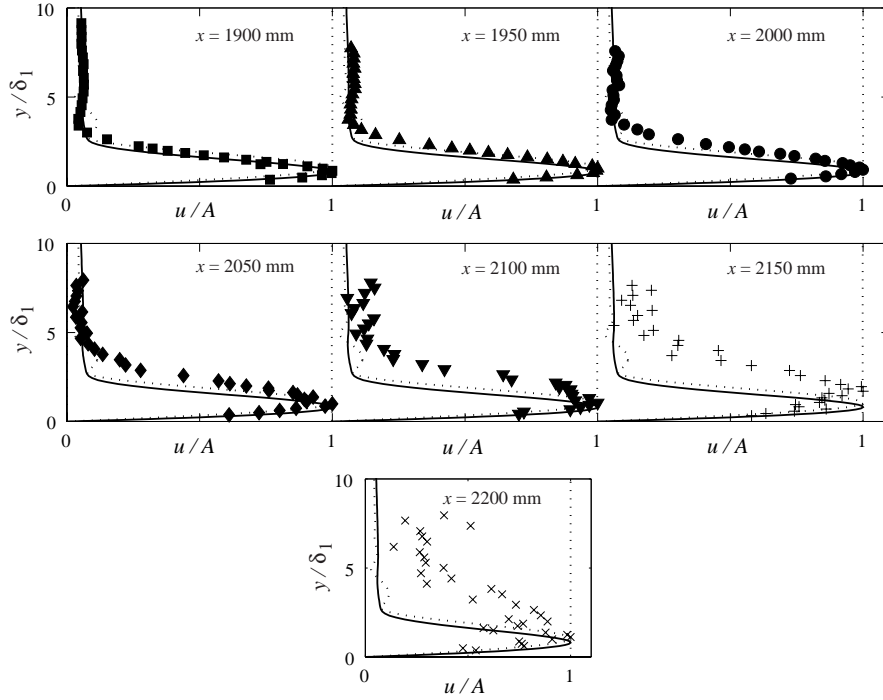 10
y / δ1
5
0
x = 1900 mm
x = 1950 mm
x = 2000 mm
0
u / A
1
u / A
1
u / A
1
10
y / δ1
5
0
x = 2050 mm
x = 2100 mm
x = 2150 mm
0
u / A
1
u / A
1
u / A
1
10
y / δ1
5
0
x = 2200 mm
0
u / A
1